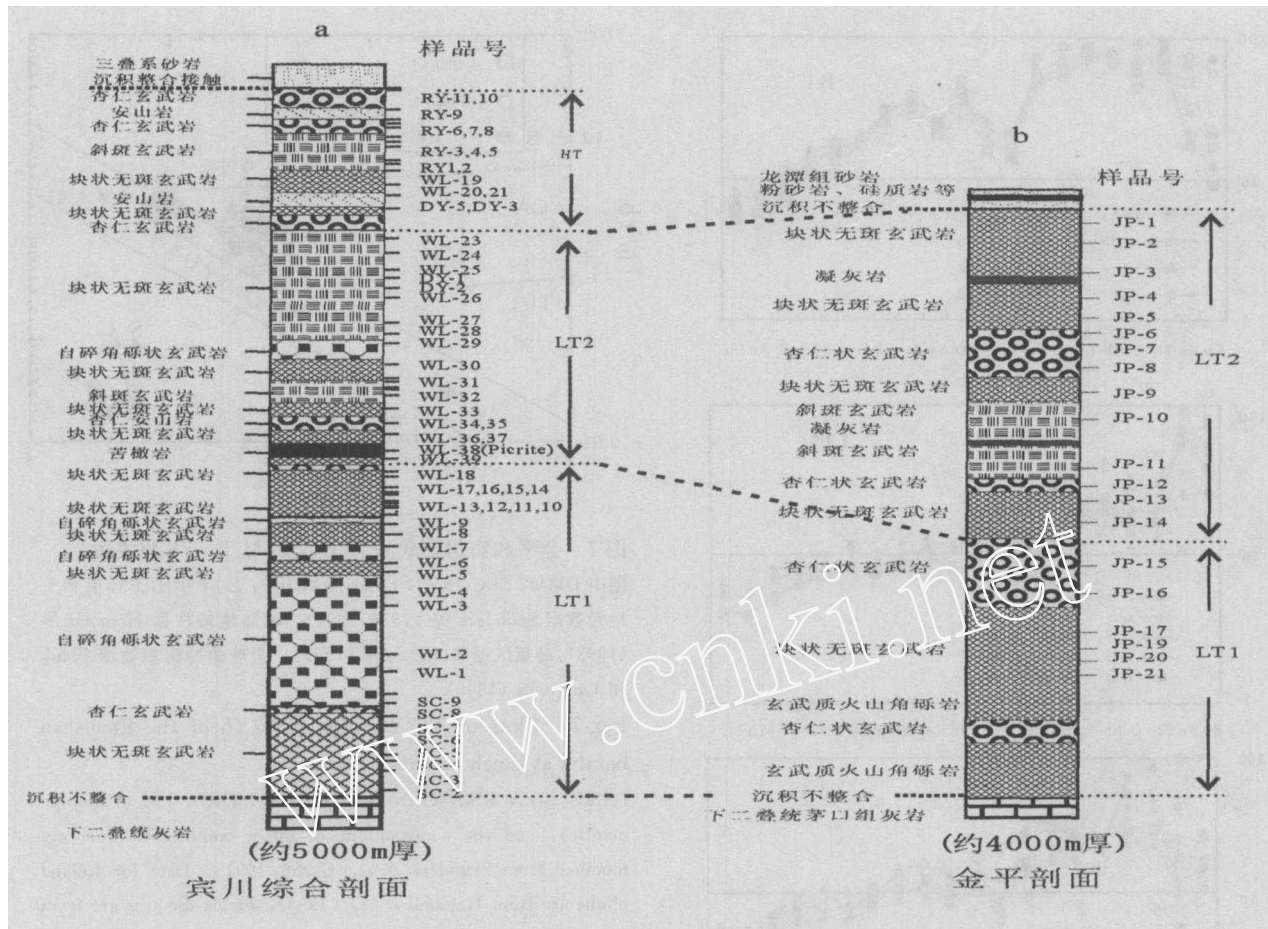 a
样品号
三叠系砂岩
沉积整合接触
杏仁玄武岩
安山岩
杏仁玄武岩
斜斑玄武岩
块状无斑玄武岩
安山岩
块状无斑玄武岩
杏仁玄武岩
块状无斑玄武岩
自碎角砾状玄武岩
块状无斑玄武岩
斜斑玄武岩
块状无斑玄武岩
杏仁安山岩
块状无斑玄武岩
苦橄岩
块状无斑玄武岩
块状无斑玄武岩
自碎角砾状玄武岩
块状无斑玄武岩
自碎角砾状玄武岩
块状无斑玄武岩
自碎角砾状玄武岩
杏仁玄武岩
块状无斑玄武岩
沉积不整合
下二叠统灰岩
RY-11,10
RY-9
RY-6,7,8
RY-3,4,5
RY1,2
WL-19
WL-20,21
DY-5,DY-3
WL-23
WL-24
WL-25
DY-1
DY-2
WL-26
WL-27
WL-28
WL-29
WL-30
WL-31
WL-32
WL-33
WL-34,35
WL-36,37
WL-38(Picrite)
WL-39
WL-18
WL-17,16,15,14
WL-13,12,11,10
WL-9
WL-8
WL-7
WL-6
WL-5
WL-4
WL-3
WL-2
WL-1
SC-9
SC-8
SC-3
SC-2
HT
LT2
LT1
(约5000m厚)
宾川综合剖面
b
样品号
龙潭组砂岩
粉砂岩、硅质岩等
沉积不整合
块状无斑玄武岩
凝灰岩
块状无斑玄武岩
杏仁状玄武岩
块状无斑玄武岩
斜斑玄武岩
凝灰岩
斜斑玄武岩
杏仁状玄武岩
块状无斑玄武岩
杏仁状玄武岩
块状无斑玄武岩
玄武质火山角砾岩
杏仁状玄武岩
玄武质火山角砾岩
沉积不整合
下二叠统茅口组灰岩
JP-1
JP-2
JP-3
JP-4
JP-5
JP-6
JP-7
JP-8
JP-9
JP-10
JP-11
JP-12
JP-13
JP-14
JP-15
JP-16
JP-17
JP-19
JP-20
JP-21
LT2
LT1
(约4000m厚)
金平剖面
www.cnki.net